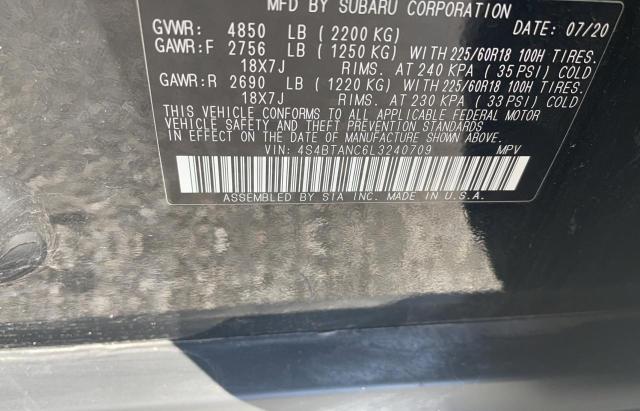 MFD BY SUBARU CORPORATION
GVWR: 4850 LB (2200 KG) DATE: 07/20
GAWR:F 2756 LB (1250 KG) WITH 225/60R18 100H TIRES.
18X7J RIMS. AT 240 KPA ( 35 PSI) COLD
GAWR:R 2690 LB (1220 KG) WITH 225/60R18 100H TIRES.
18X7J RIMS. AT 230 KPA ( 33 PSI) COLD
THIS VEHICLE CONFORMS TO ALL APPLICABLE FEDERAL MOTOR
VEHICLE SAFETY AND THEFT PREVENTION STANDARDS
IN EFFECT ON THE DATE OF MANUFACTURE SHOWN ABOVE.
VIN: 4S4BTANC6L3240709 MPV
ASSEMBLED BY SIA INC. MADE IN U.S.A.